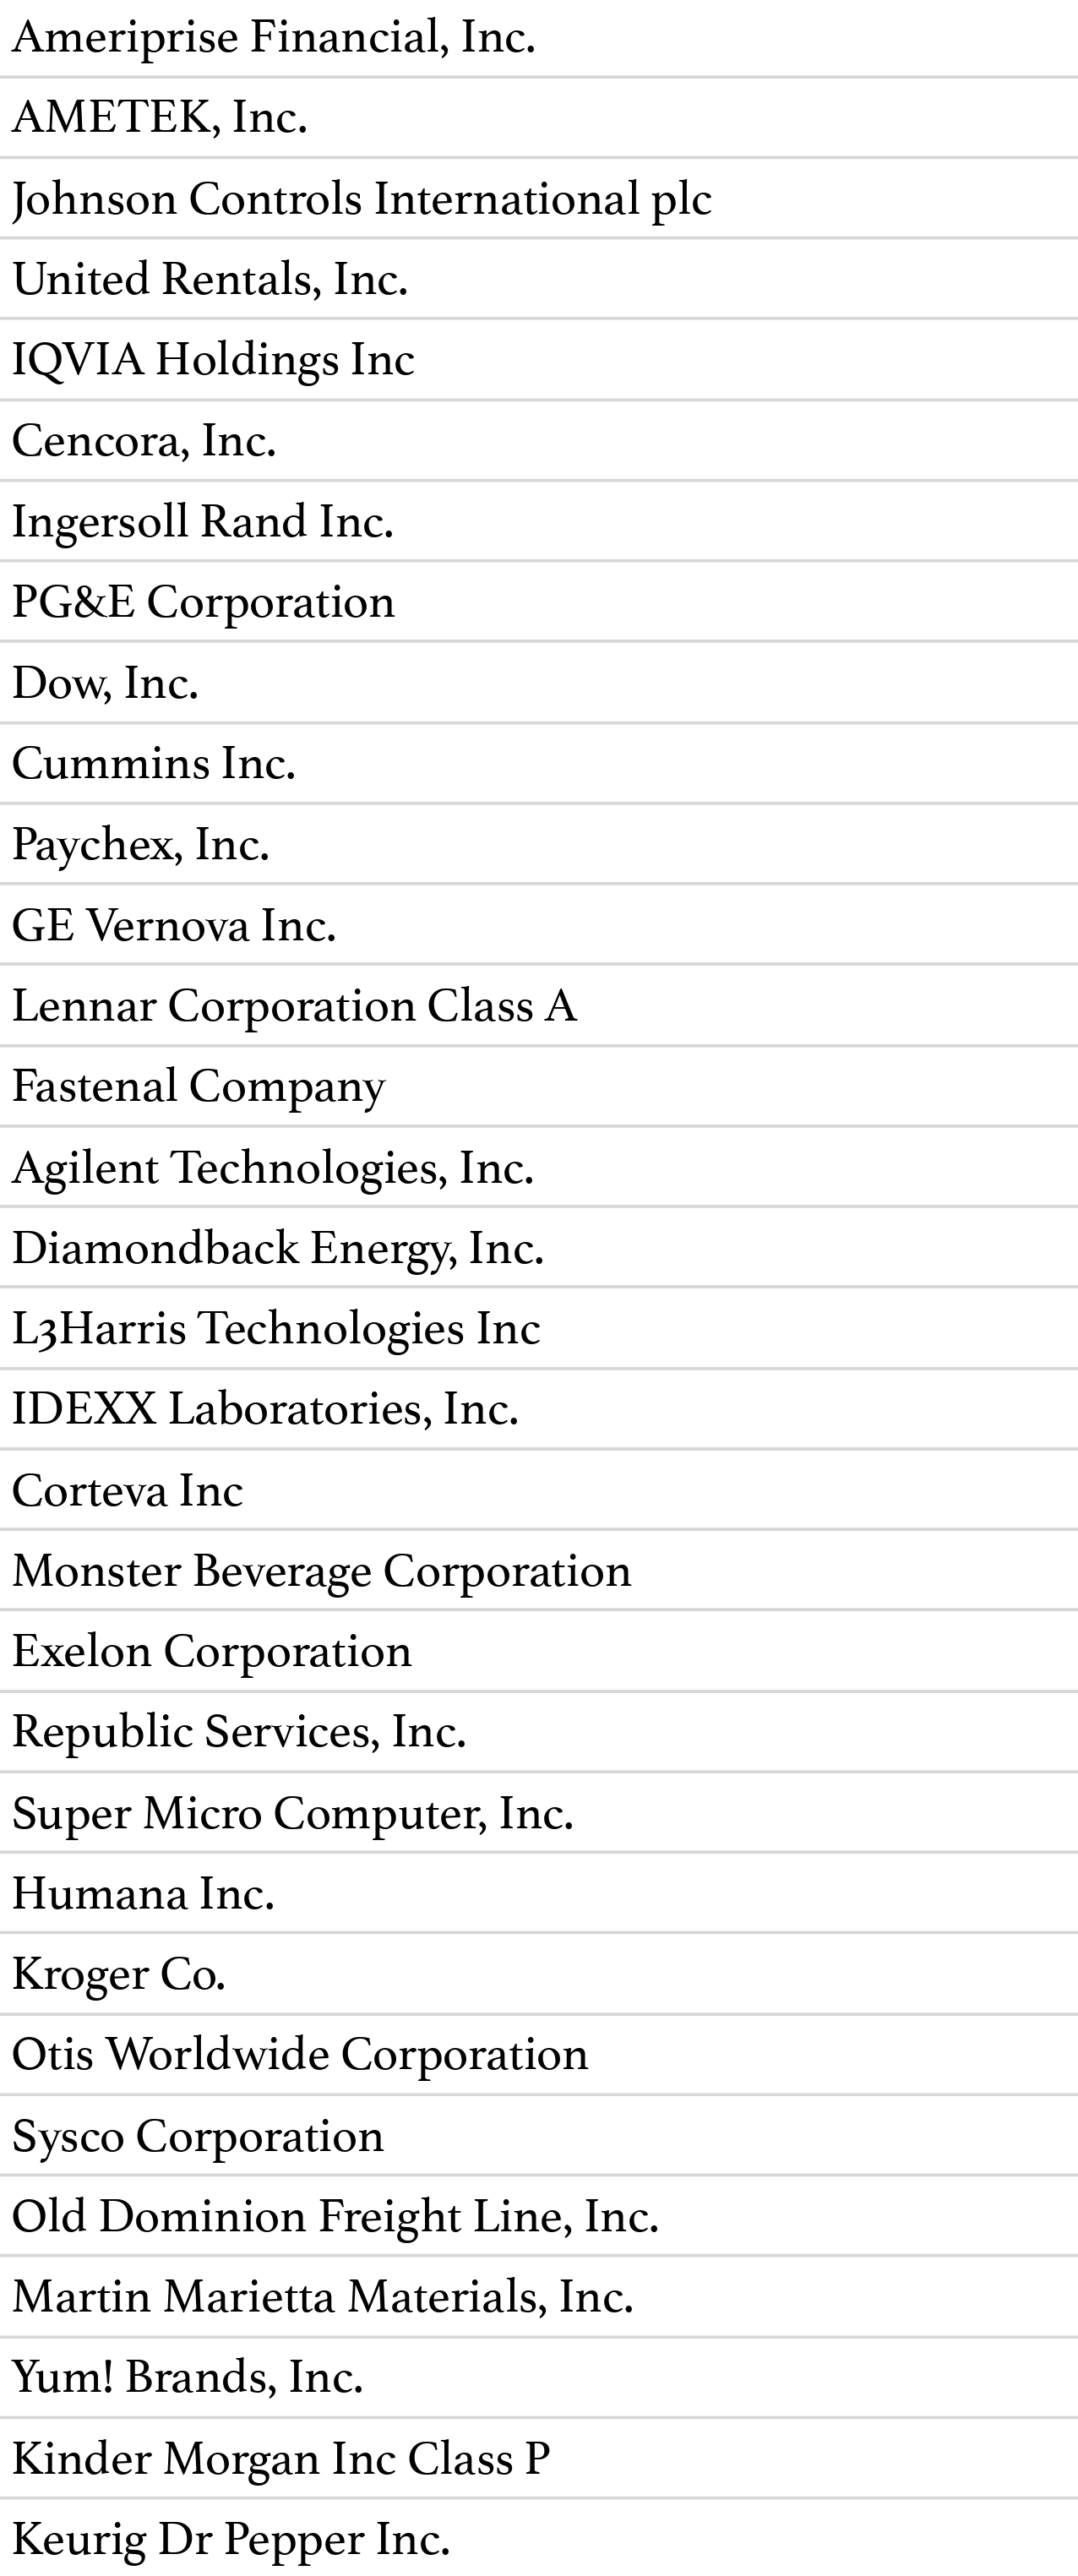 Ameriprise Financial, Inc.
AMETEK, Inc.
Johnson Controls International plc
United Rentals, Inc.
IQVIA Holdings Inc
Cencora, Inc.
Ingersoll Rand Inc.
PG&E Corporation
Dow, Inc.
Cummins Inc.
Paychex, Inc.
GE Vernova Inc.
Lennar Corporation Class A
Fastenal Company
Agilent Technologies, Inc.
Diamondback Energy, Inc.
L3Harris Technologies Inc
IDEXX Laboratories, Inc.
Corteva Inc
Monster Beverage Corporation
Exelon Corporation
Republic Services, Inc.
Super Micro Computer, Inc.
Humana Inc.
Kroger Co.
Otis Worldwide Corporation
Sysco Corporation
Old Dominion Freight Line, Inc.
Martin Marietta Materials, Inc.
Yum! Brands, Inc.
Kinder Morgan Inc Class P
Keurig Dr Pepper Inc.